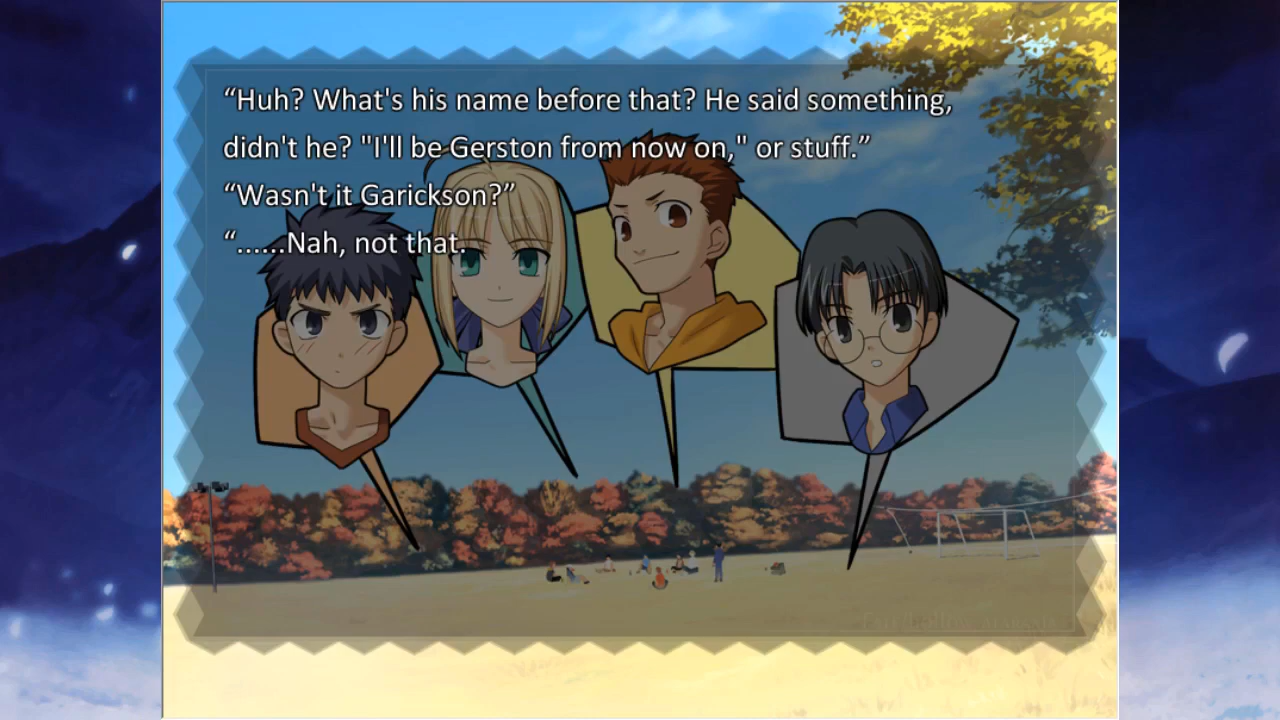 “Huh? What's his name before that? He said something,
didn't he? "I'll be Gerston from now on," or stuff.”
“Wasn't it Garickson?”
“......Nah, not that.